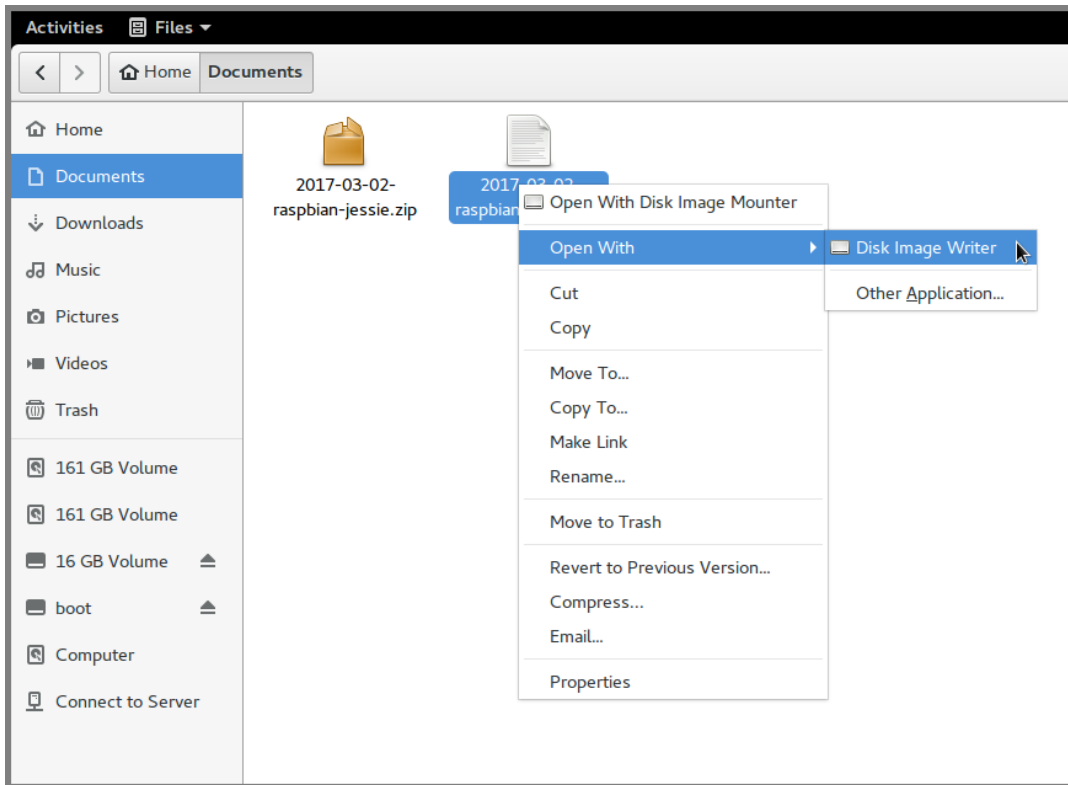 Activities Files
Home Documents
Home
Documents
Downloads
Music
Pictures
Videos
Trash
161 GB Volume
161 GB Volume
16 GB Volume
boot
Computer
Connect to Server
2017-03-02-
raspbian-jessie.zip
2017-03-02-
raspbian
Open With Disk Image Mounter
Open With
Cut
Copy
Move To...
Copy To...
Make Link
Rename...
Move to Trash
Revert to Previous Version...
Compress...
Email...
Properties
Disk Image Writer
Other Application...